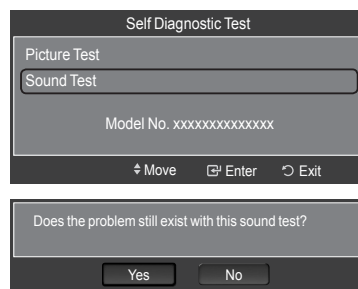 Self Diagnostic Test
Picture Test
Sound Test
Model No. xxxxxxxxxxxxxx
Move Enter Exit
Does the problem still exist with this sound test?
Yes No